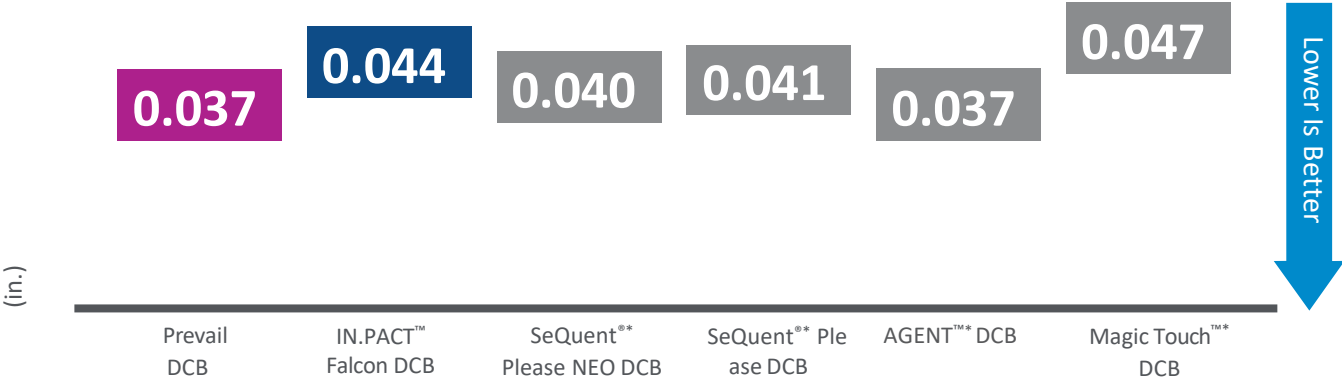 0.037
0.044
0.040
0.041
0.037
0.047
Lower Is Better
(in.)
Prevail
DCB
IN.PACT™
Falcon DCB
SeQuent®*
Please NEO DCB
SeQuent®* Ple
ase DCB
AGENT™* DCB
Magic Touch™*
DCB